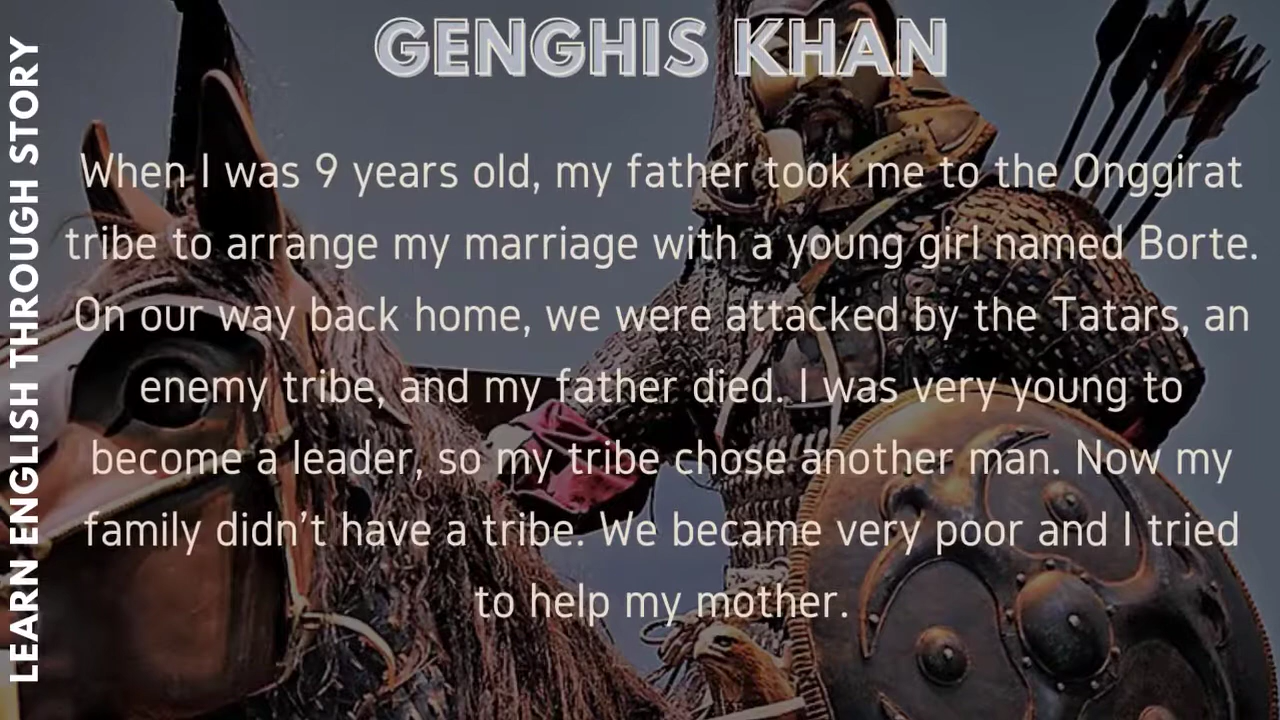 GENGHIS KHAN
LEARN ENGLISH THROUGH STORY
When I was 9 years old, my father took me to the Onggirat
tribe to arrange my marriage with a young girl named Borte.
On our way back home, we were attacked by the Tatars, an
enemy tribe, and my father died. I was very young to
become a leader, so my tribe chose another man. Now my
family didn't have a tribe. We became very poor and I tried
to help my mother.